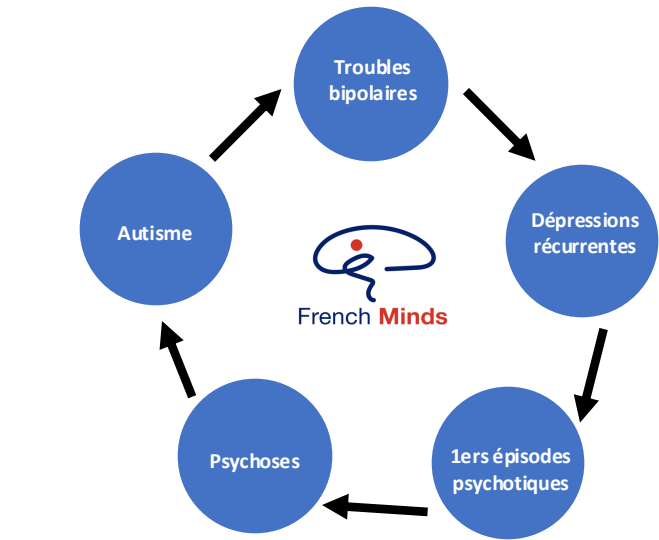 Troubles
bipolaires
Dépressions
récurrentes
1ers épisodes
psychotiques
Psychoses
Autisme
French Minds